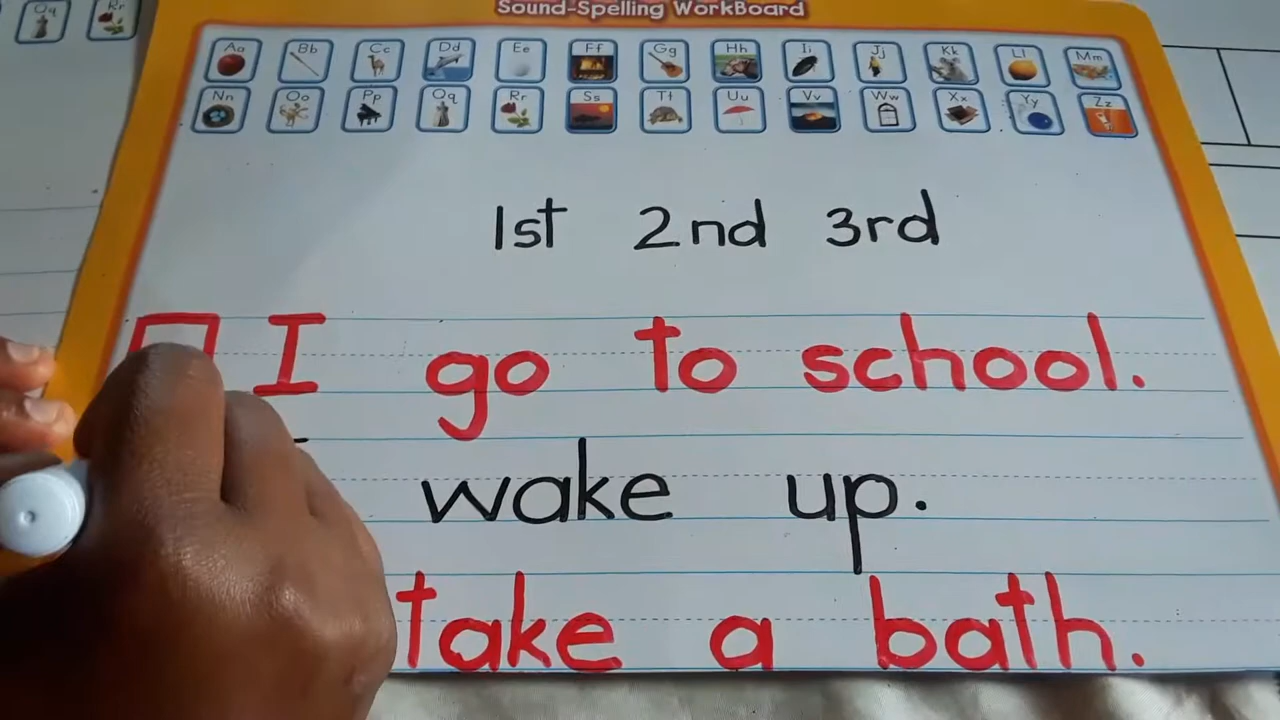 Oq Rr
Sound-Spelling WorkBoard
Aa Bb Cc Dd Ee Ff Gg Hh Ii Jj Kk Ll Mm
Nn Oo Pp Qq Rr Ss Tt Uu Vv Ww Xx Yy Zz
1st 2nd 3rd
I go to school.
wake up.
take a bath.